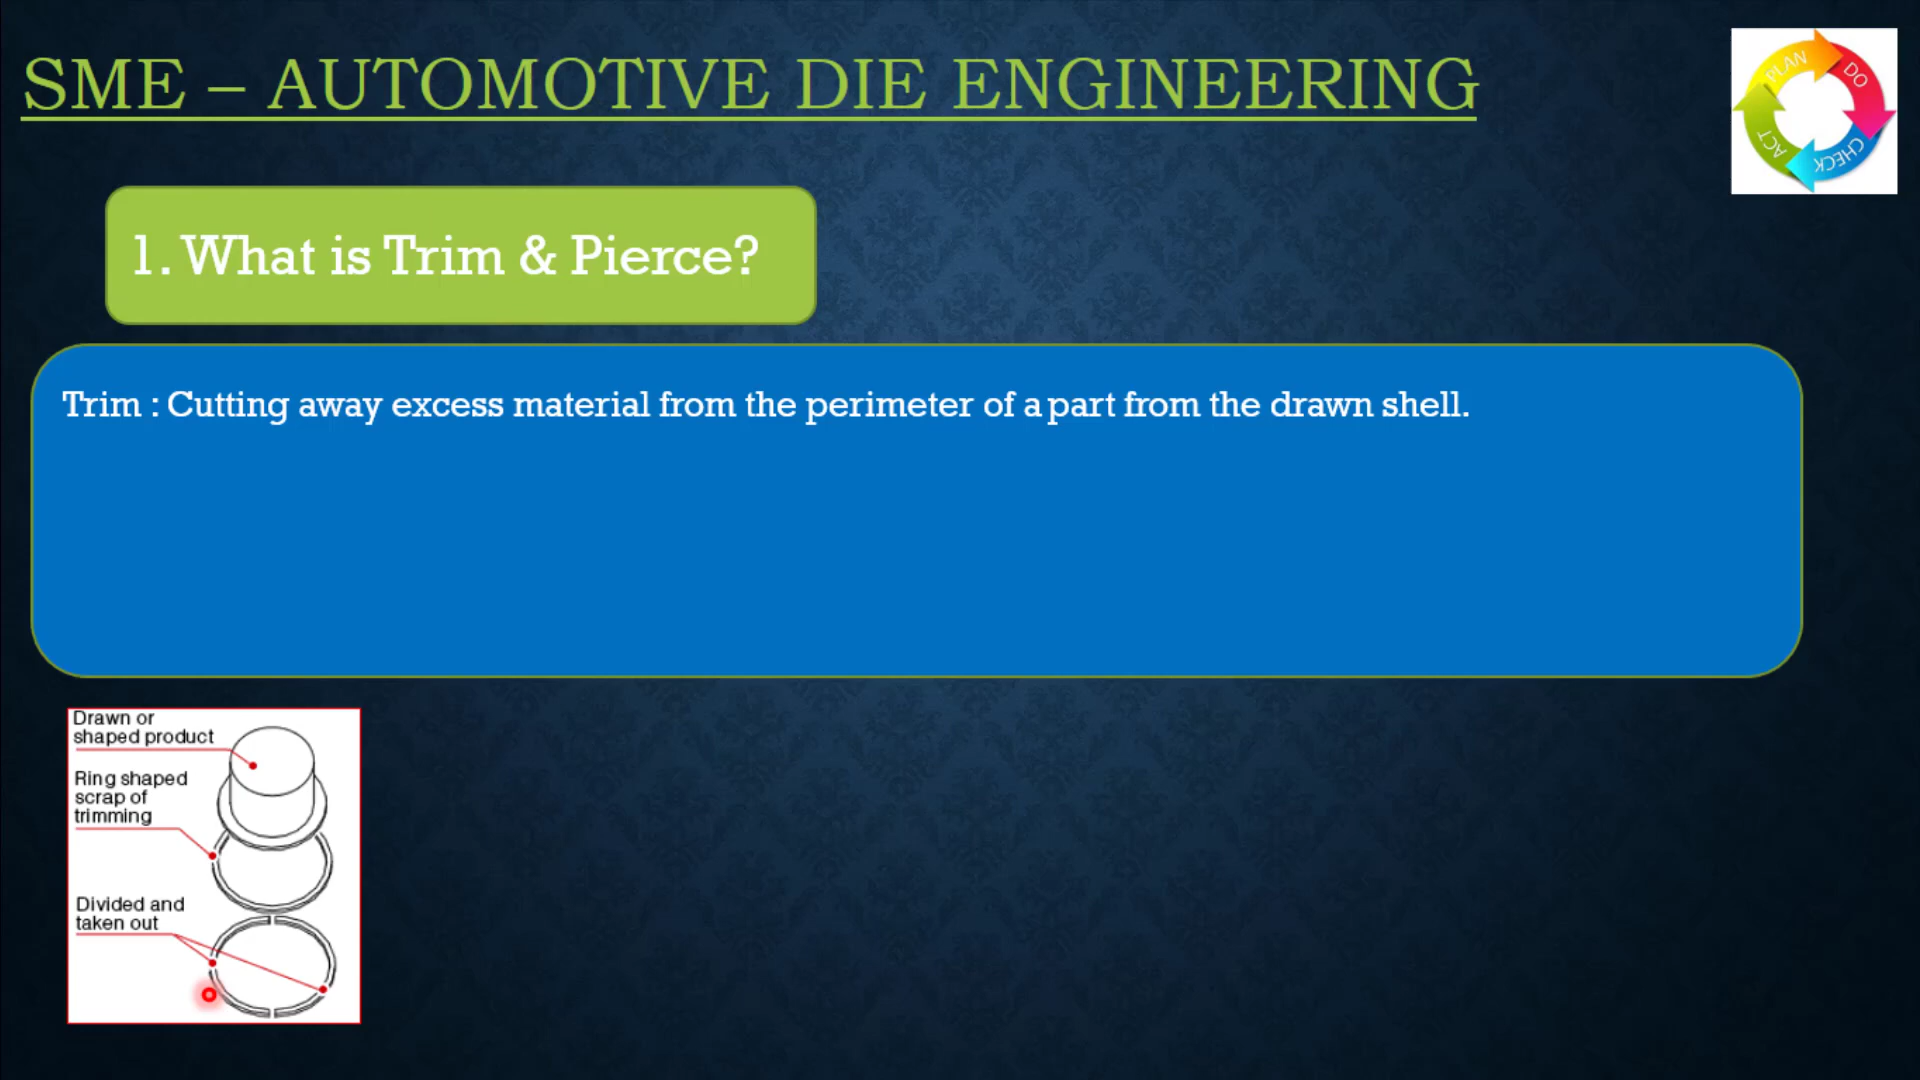 SME – AUTOMOTIVE DIE ENGINEERING
PLAN
DO
CHECK
ACT
1. What is Trim & Pierce?
Trim : Cutting away excess material from the perimeter of a part from the drawn shell.
Drawn or
shaped product
Ring shaped
scrap of
trimming
Divided and
taken out